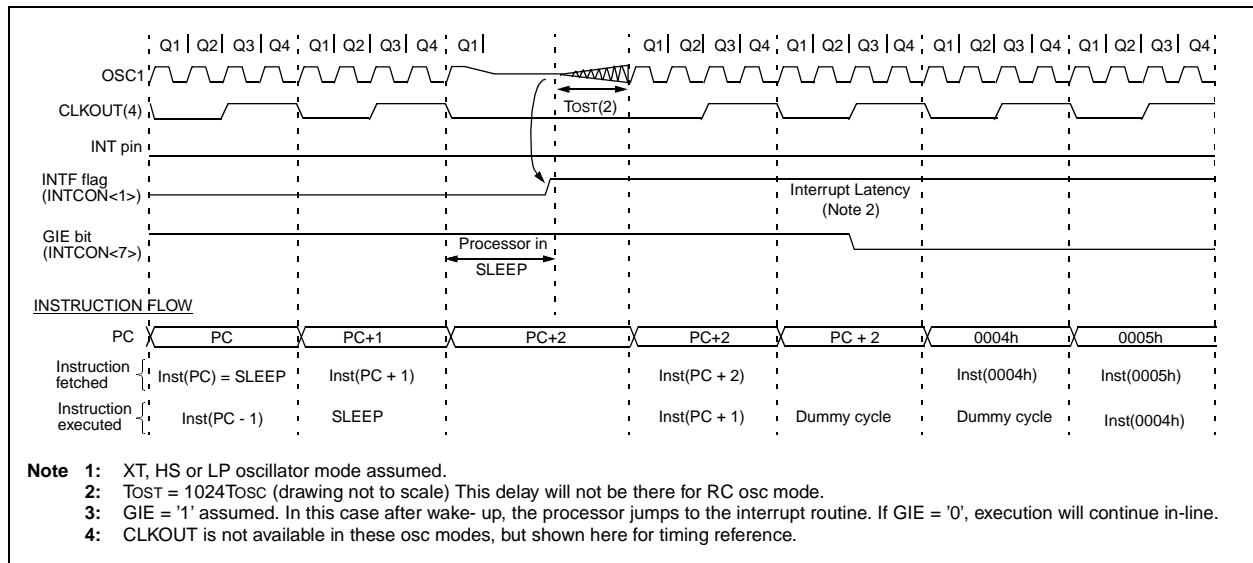 Q1 Q2 Q3 Q4 Q1 Q2 Q3 Q4 Q1 Q1 Q2 Q3 Q4 Q1 Q2 Q3 Q4 Q1 Q2 Q3 Q4 Q1 Q2 Q3 Q4
OSC1
TOST(2)
CLKOUT(4)
INT pin
INTF flag
(INTCON<1>)
Interrupt Latency
(Note 2)
GIE bit
(INTCON<7>)
Processor in
SLEEP
INSTRUCTION FLOW
PC PC PC+1 PC+2 PC+2 PC + 2 0004h 0005h
Instruction
fetched
Inst(PC) = SLEEP Inst(PC + 1) Inst(PC + 2) Inst(0004h) Inst(0005h)
Instruction
executed
Inst(PC - 1) SLEEP Inst(PC + 1) Dummy cycle Dummy cycle Inst(0004h)
Note 1: XT, HS or LP oscillator mode assumed.
2: TOST = 1024TOSC (drawing not to scale) This delay will not be there for RC osc mode.
3: GIE = '1' assumed. In this case after wake- up, the processor jumps to the interrupt routine. If GIE = '0', execution will continue in-line.
4: CLKOUT is not available in these osc modes, but shown here for timing reference.